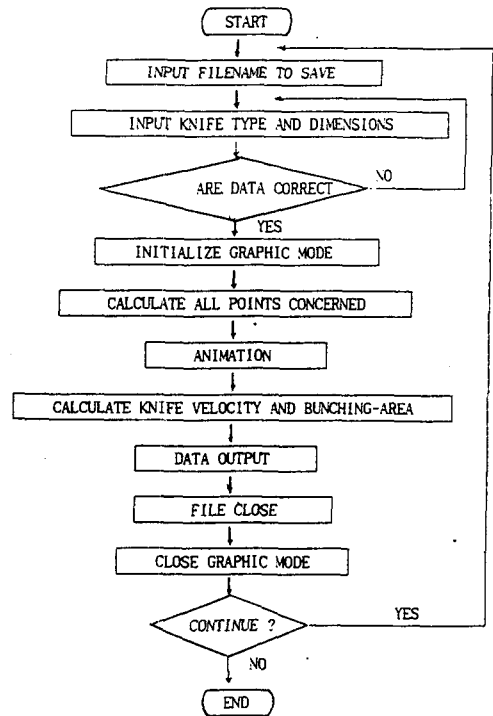 START
INPUT FILENAME TO SAVE
INPUT KNIFE TYPE AND DIMENSIONS
NO
ARE DATA CORRECT
YES
INITIALIZE GRAPHIC MODE
CALCULATE ALL POINTS CONCERNED
ANIMATION
CALCULATE KNIFE VELOCITY AND BUNCHING-AREA
DATA OUTPUT
FILE CLOSE
CLOSE GRAPHIC MODE
YES
CONTINUE ?
NO
END